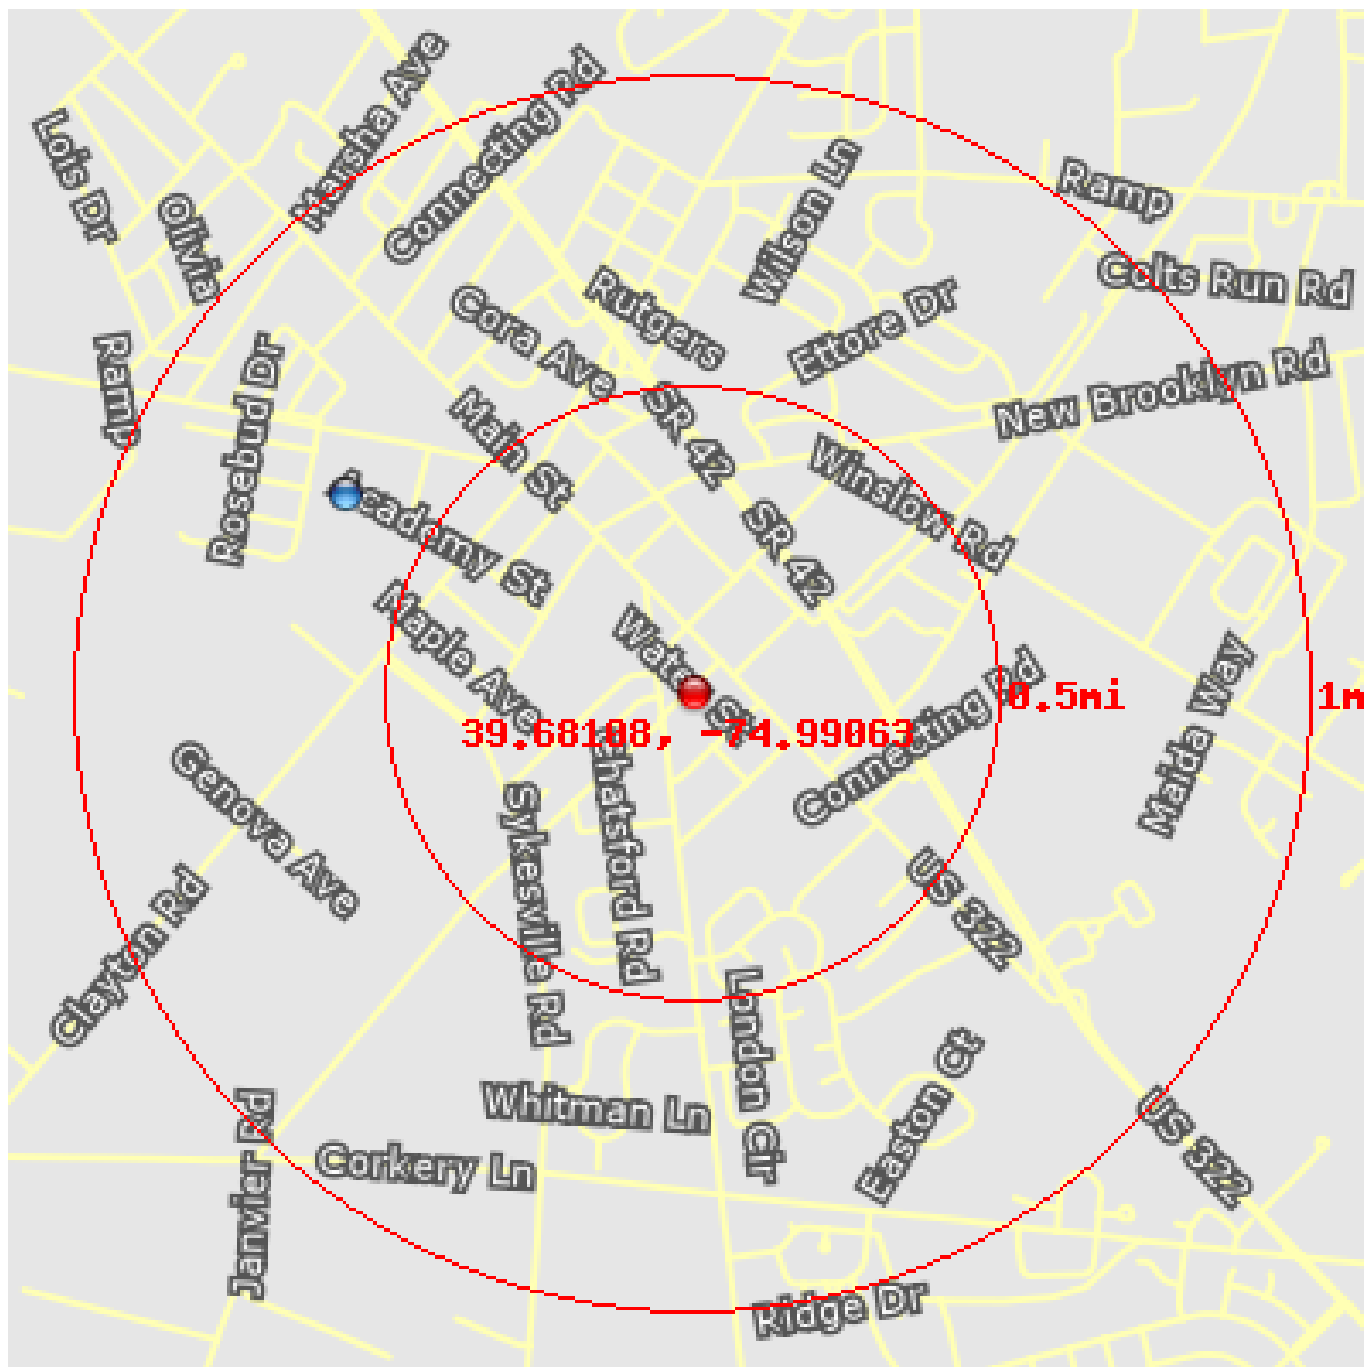 Marsha Ave
Connecting Rd
Lois Dr
Olivia
Wilson Ln
Ramp
Colts Run Rd
Rutgers
Cora Ave
Ettore Dr
Ramp
Rosebud Dr
New Brooklyn Rd
Main St
SR 42
Winslow Rd
Academy St
SR 42
Maple Ave
Water St
Connecting Rd
0.5mi
1m
39.68108, -74.99063
Maida Way
Genova Ave
Chatsford Rd
Sykesville Rd
US 322
Clayton Rd
London Cir
Easton Ct
Whitman Ln
US 322
Corkery Ln
Janvier Rd
Ridge Dr